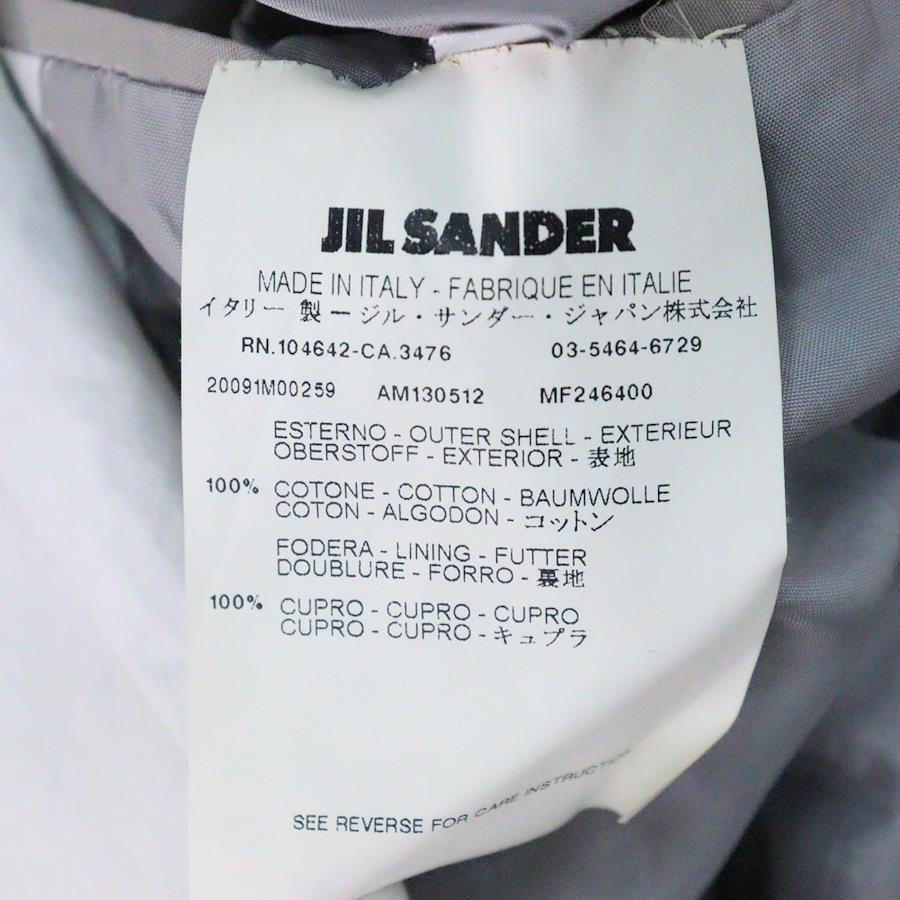 JIL SANDER
MADE IN ITALY - FABRIQUE EN ITALIE
イタリー 製 ー ジル・サンダー・ジャパン株式会社
RN.104642-CA.3476 03-5464-6729
20091M00259 AM130512 MF246400
ESTERNO - OUTER SHELL - EXTERIEUR
OBERSTOFF - EXTERIOR - 表地
100% COTONE - COTTON - BAUMWOLLE
COTON - ALGODON - コットン
FODERA - LINING - FUTTER
DOUBLURE - FORRO - 裏地
100% CUPRO - CUPRO - CUPRO
CUPRO - CUPRO - キュプラ
SEE REVERSE FOR CARE INSTRUCTION